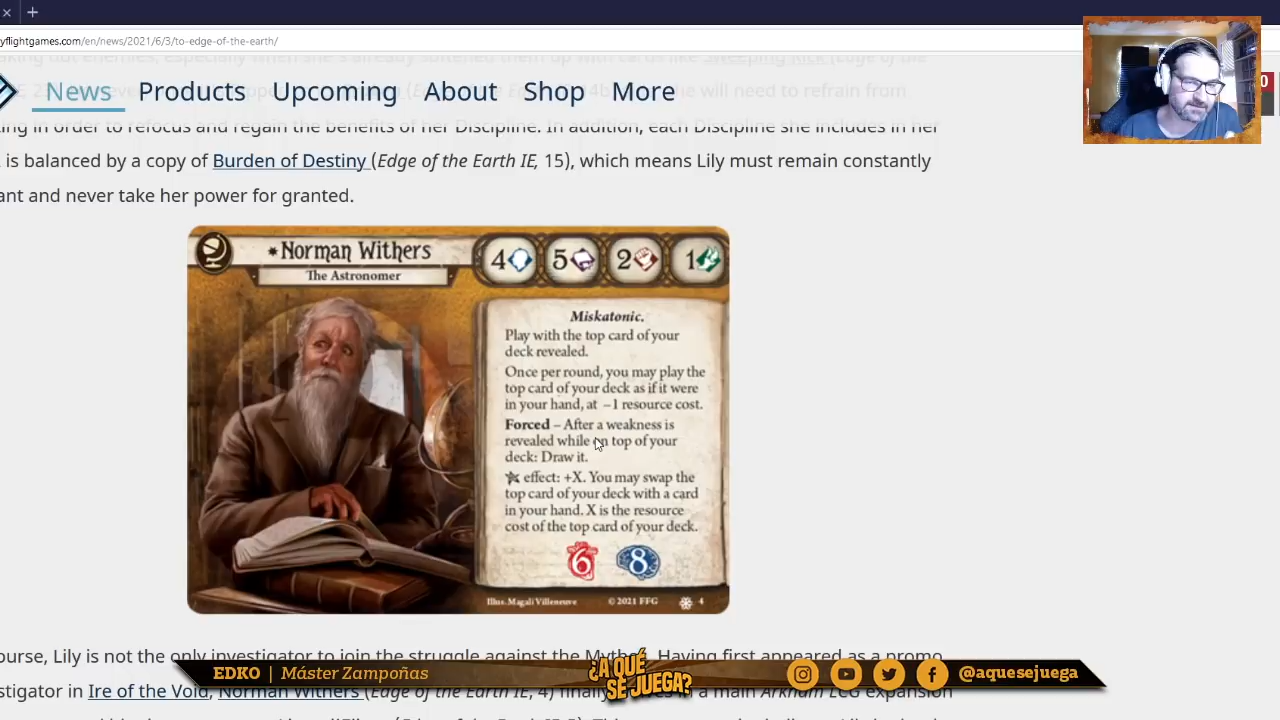 yflightgames.com/en/news/2021/6/3/to-edge-of-the-earth/
News Products Upcoming About Shop More
in order to refocus and regain the benefits of her Discipline. In addition, each Discipline she includes in her
is balanced by a copy of Burden of Destiny (Edge of the Earth IE, 15), which means Lily must remain constantly
ant and never take her power for granted.
Norman Withers
The Astronomer
4 5 2 1
Miskatonic.
Play with the top card of your
deck revealed.
Once per round, you may play the
top card of your deck as if it were
in your hand, at −1 resource cost.
Forced – After a weakness is
revealed while on top of your
deck: Draw it.
effect: +X. You may swap the
top card of your deck with a card
in your hand. X is the resource
cost of the top card of your deck.
6 8
Illus. Magali Villeneuve © 2021 FFG 4
ourse, Lily is not the only investigator to join the struggle against the Mythos. Having first appeared as a promo
stigator in Ire of the Void, Norman Withers (Edge of the Earth IE, 4) finally in a main Arkham LCG expansion
EDKO | Máster Zampoñas
¿A QUÉ
SE JUEGA?
@aquesejuega